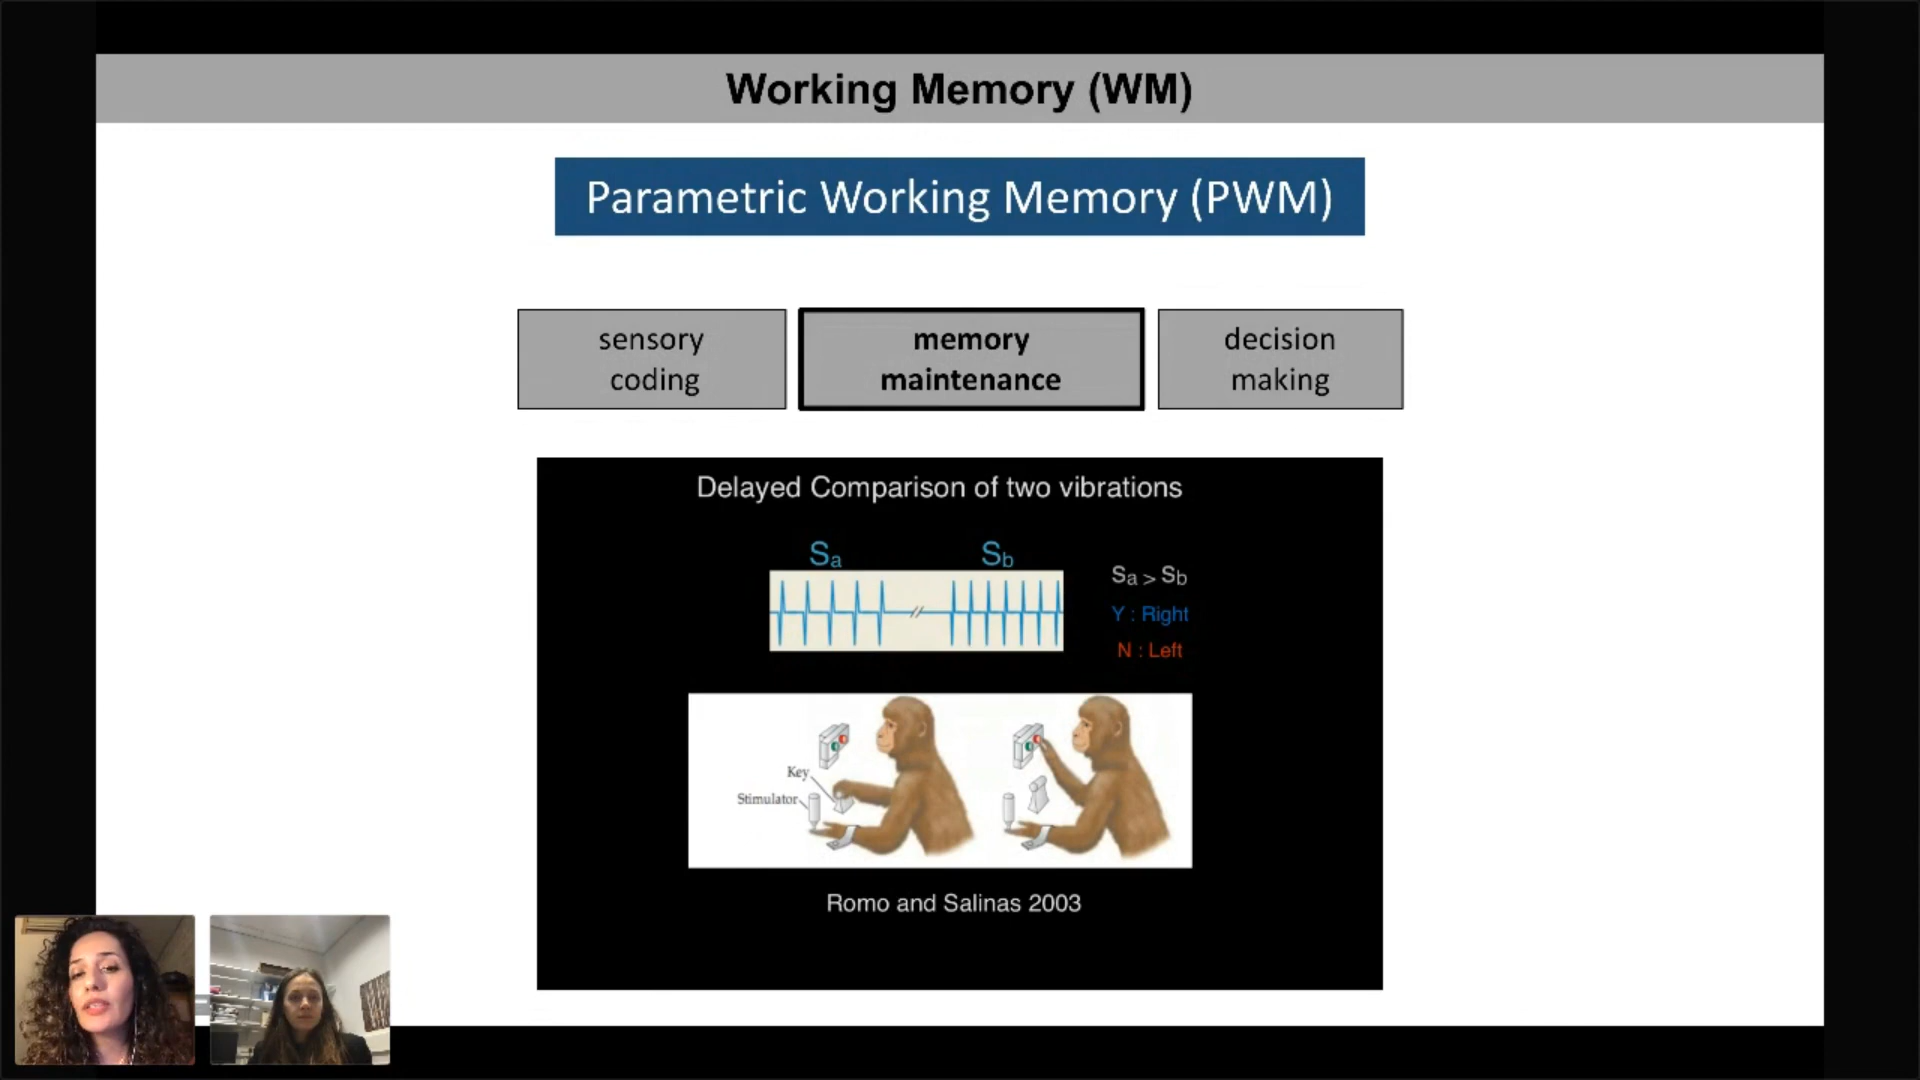 Working Memory (WM)
Parametric Working Memory (PWM)
sensory
coding
memory
maintenance
decision
making
Delayed Comparison of two vibrations
Sa
Sb
Sa > Sb
Y : Right
N : Left
Key
Stimulator
Romo and Salinas 2003